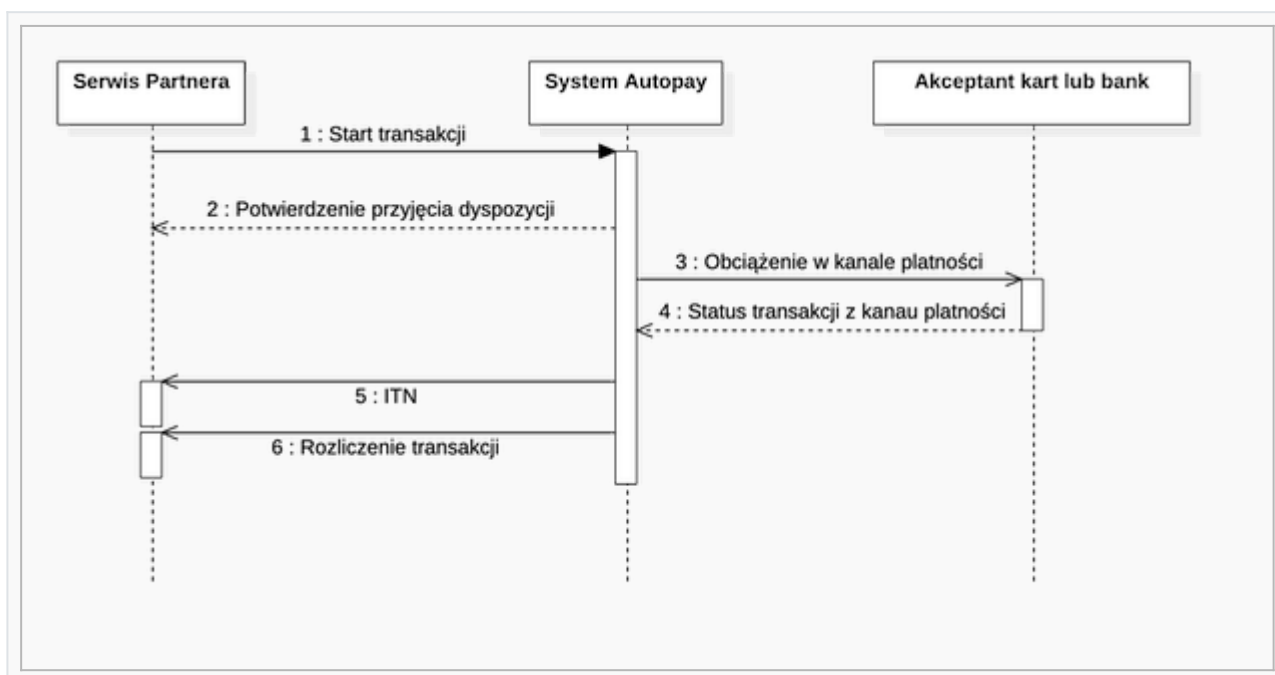 Serwis Partnera
System Autopay
Akceptant kart lub bank
1 : Start transakcji
2 : Potwierdzenie przyjęcia dyspozycji
3 : Obciążenie w kanale platności
4 : Status transakcji z kanau platności
5 : ITN
6 : Rozliczenie transakcji